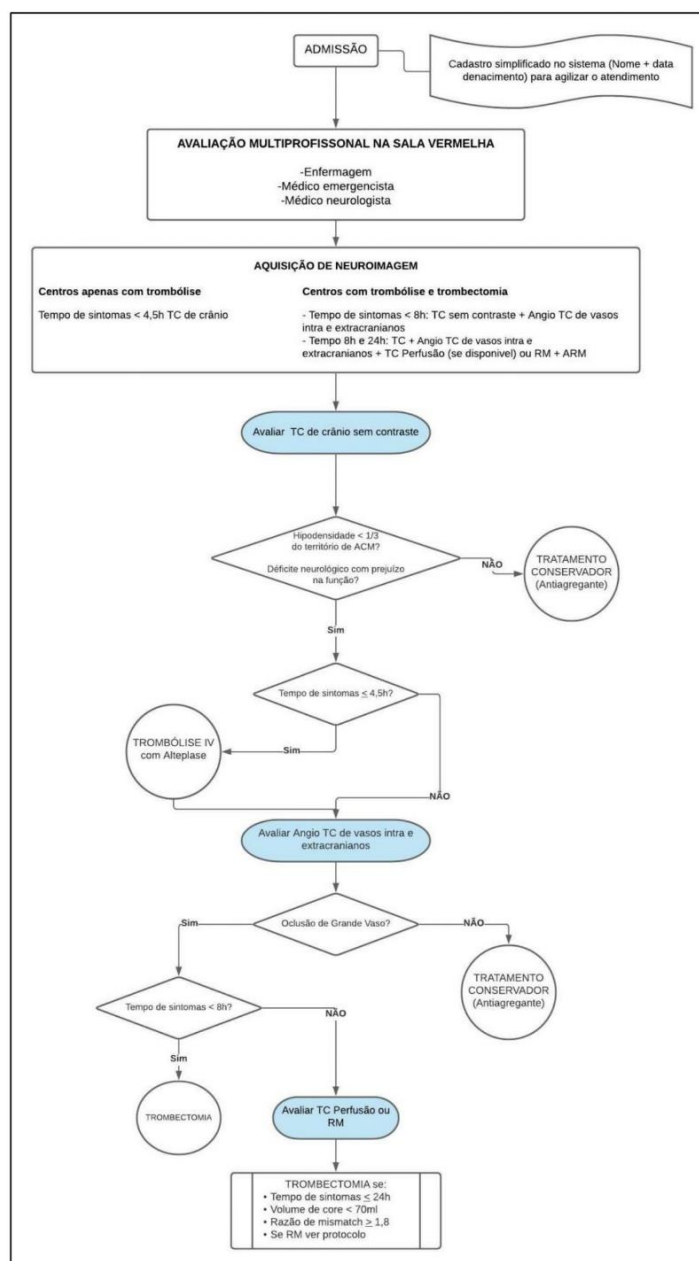 ADMISSÃO
Cadastro simplificado no sistema (Nome + data
denacimento) para agilizar o atendimento
AVALIAÇÃO MULTIPROFISSONAL NA SALA VERMELHA
-Enfermagem
-Médico emergencista
-Médico neurologista
AQUISIÇÃO DE NEUROIMAGEM
Centros apenas com trombólise
Tempo de sintomas < 4,5h TC de crânio
Centros com trombólise e trombectomia
- Tempo de sintomas < 8h: TC sem contraste + Angio TC de vasos
intra e extracranianos
- Tempo 8h e 24h: TC + Angio TC de vasos intra e
extracranianos + TC Perfusão (se disponivel) ou RM + ARM
Avaliar TC de crânio sem contraste
Hipodensidade < 1/3
do território de ACM?
Déficite neurológico com prejuízo
na função?
NÃO
TRATAMENTO
CONSERVADOR
(Antiagregante)
Sim
Tempo de sintomas ≤ 4,5h?
Sim
TROMBÓLISE IV
com Alteplase
NÃO
Avaliar Angio TC de vasos intra e
extracranianos
Oclusão de Grande Vaso?
Sim
NÃO
TRATAMENTO
CONSERVADOR
(Antiagregante)
Tempo de sintomas < 8h?
NÃO
Sim
TROMBECTOMIA
Avaliar TC Perfusão ou
RM
TROMBECTOMIA se:
• Tempo de sintomas ≤ 24h
• Volume de core < 70ml
• Razão de mismatch ≥ 1,8
• Se RM ver protocolo